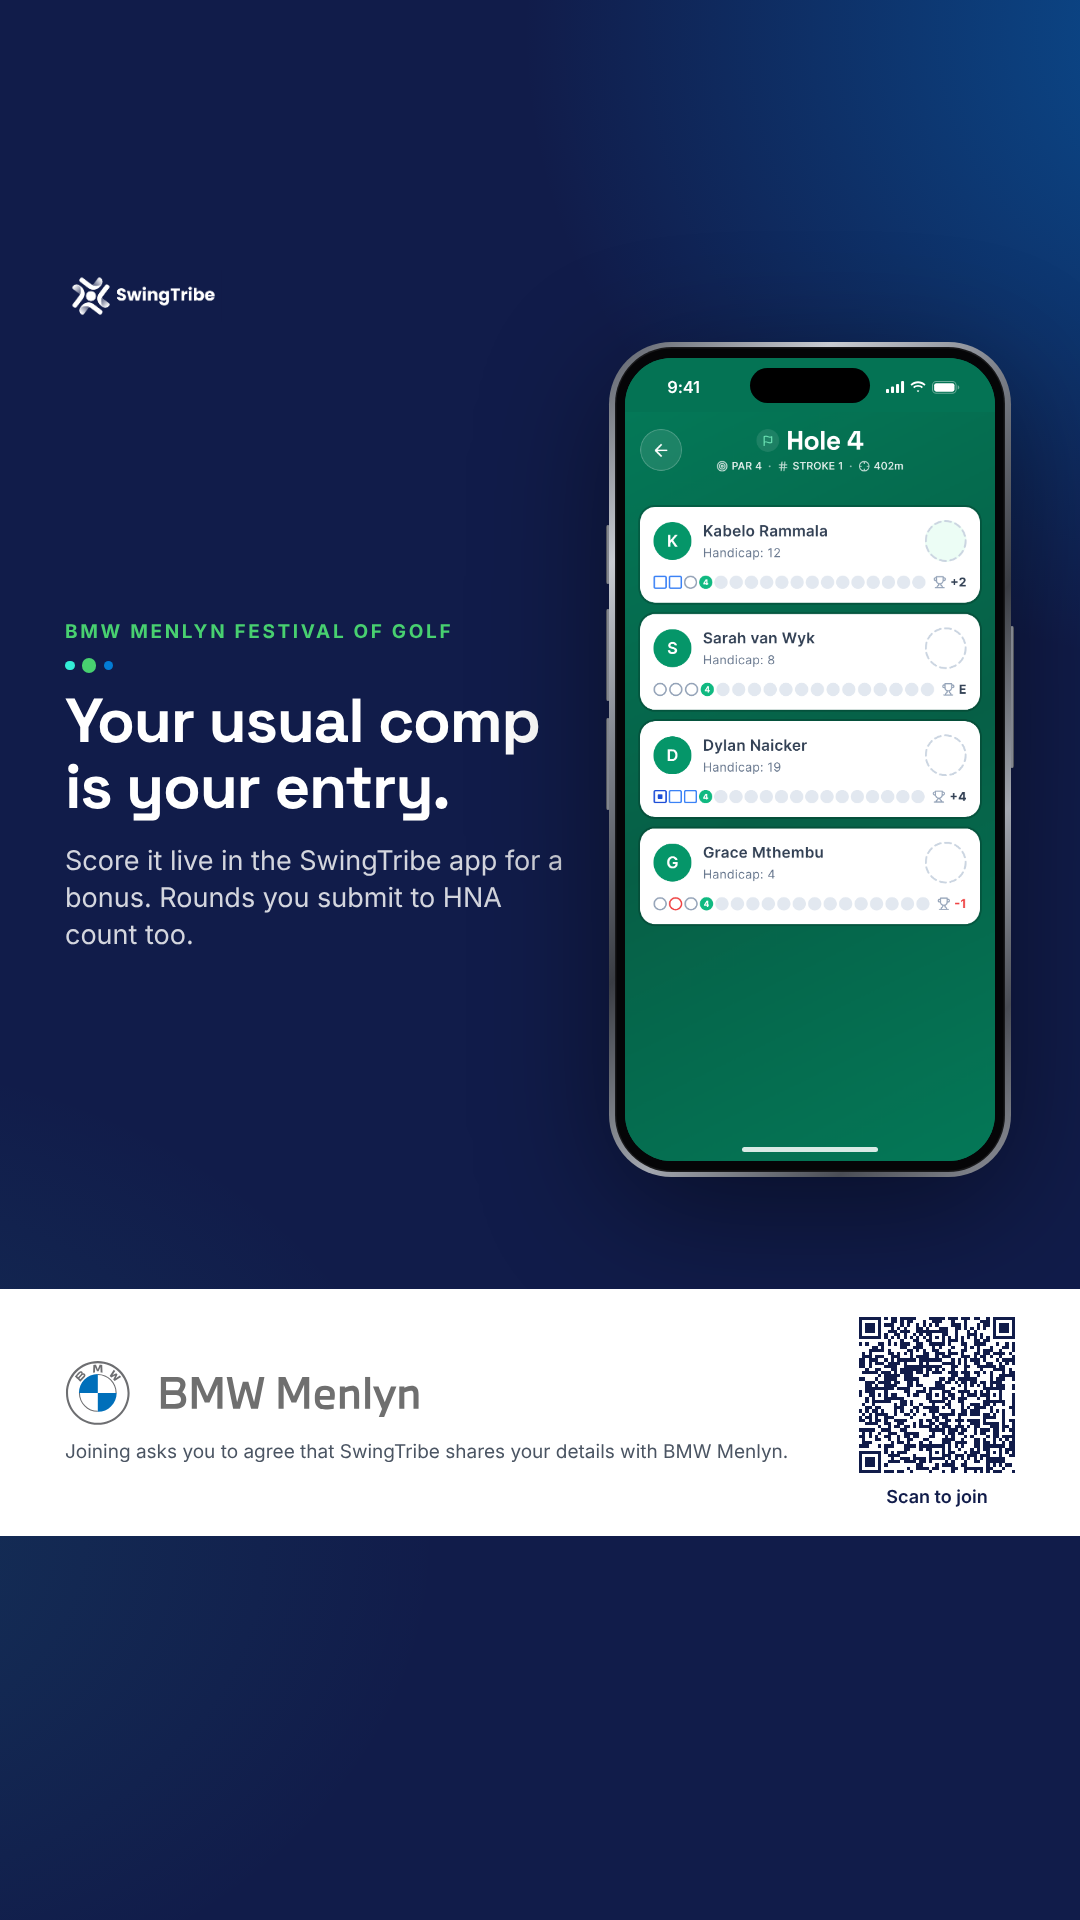 SwingTribe
BMW MENLYN FESTIVAL OF GOLF
Your usual comp
is your entry.
Score it live in the SwingTribe app for a
bonus. Rounds you submit to HNA
count too.
9:41
Hole 4
PAR 4 · STROKE 1 · 402m
K
Kabelo Rammala
Handicap: 12
4
+2
S
Sarah van Wyk
Handicap: 8
4
E
D
Dylan Naicker
Handicap: 19
4
+4
G
Grace Mthembu
Handicap: 4
4
-1
BMW
BMW Menlyn
Joining asks you to agree that SwingTribe shares your details with BMW Menlyn.
Scan to join